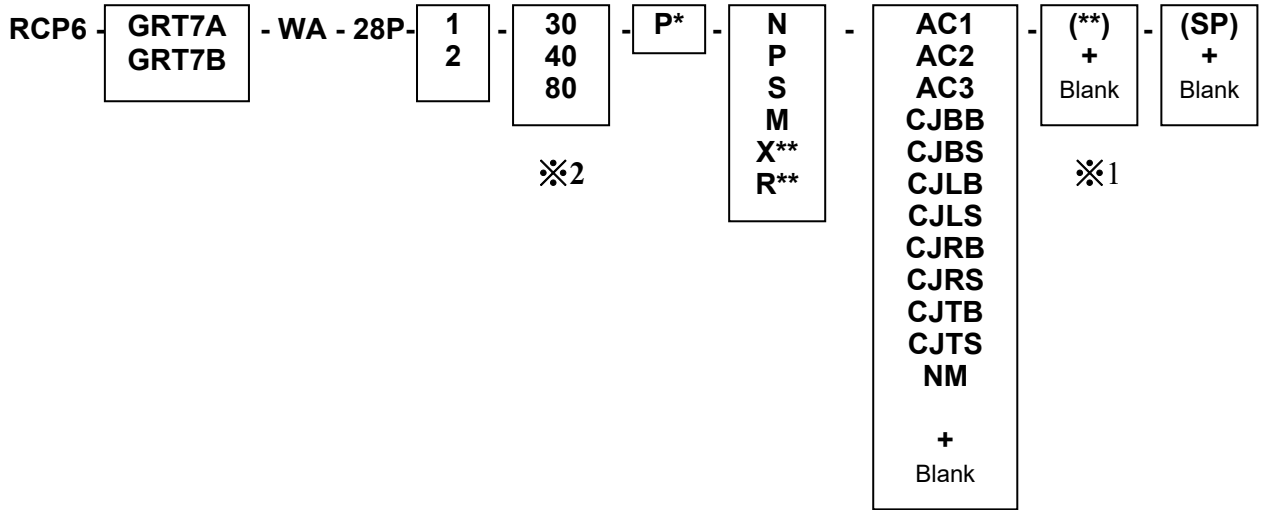 RCP6 - GRT7A - WA - 28P- 1 - 30 - P* - N - AC1 - (**) - (SP)
GRT7B 2 40 P AC2 + +
80 S AC3 Blank Blank
M CJBB
X** CJBS
※2 R** CJLB ※1
CJLS
CJRB
CJRS
CJTB
CJTS
NM
+
Blank